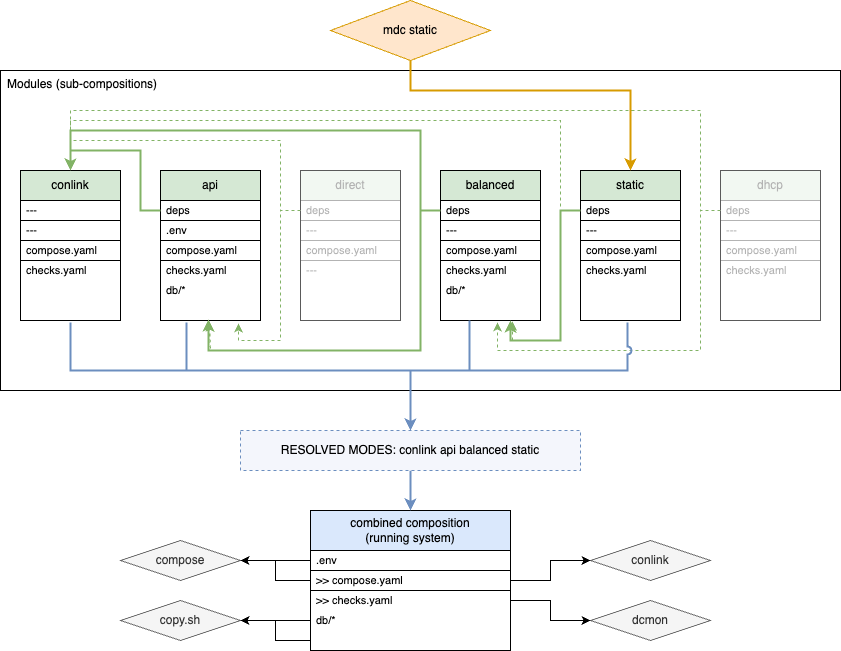 mdc static
Modules (sub-compositions)
conlink
---
---
compose.yaml
checks.yaml
api
deps
.env
compose.yaml
checks.yaml
db/*
direct
deps
---
compose.yaml
---
balanced
deps
---
compose.yaml
checks.yaml
db/*
static
deps
---
compose.yaml
checks.yaml
dhcp
deps
---
compose.yaml
checks.yaml
RESOLVED MODES: conlink api balanced static
combined composition
(running system)
.env
>> compose.yaml
>> checks.yaml
db/*
compose
copy.sh
conlink
dcmon